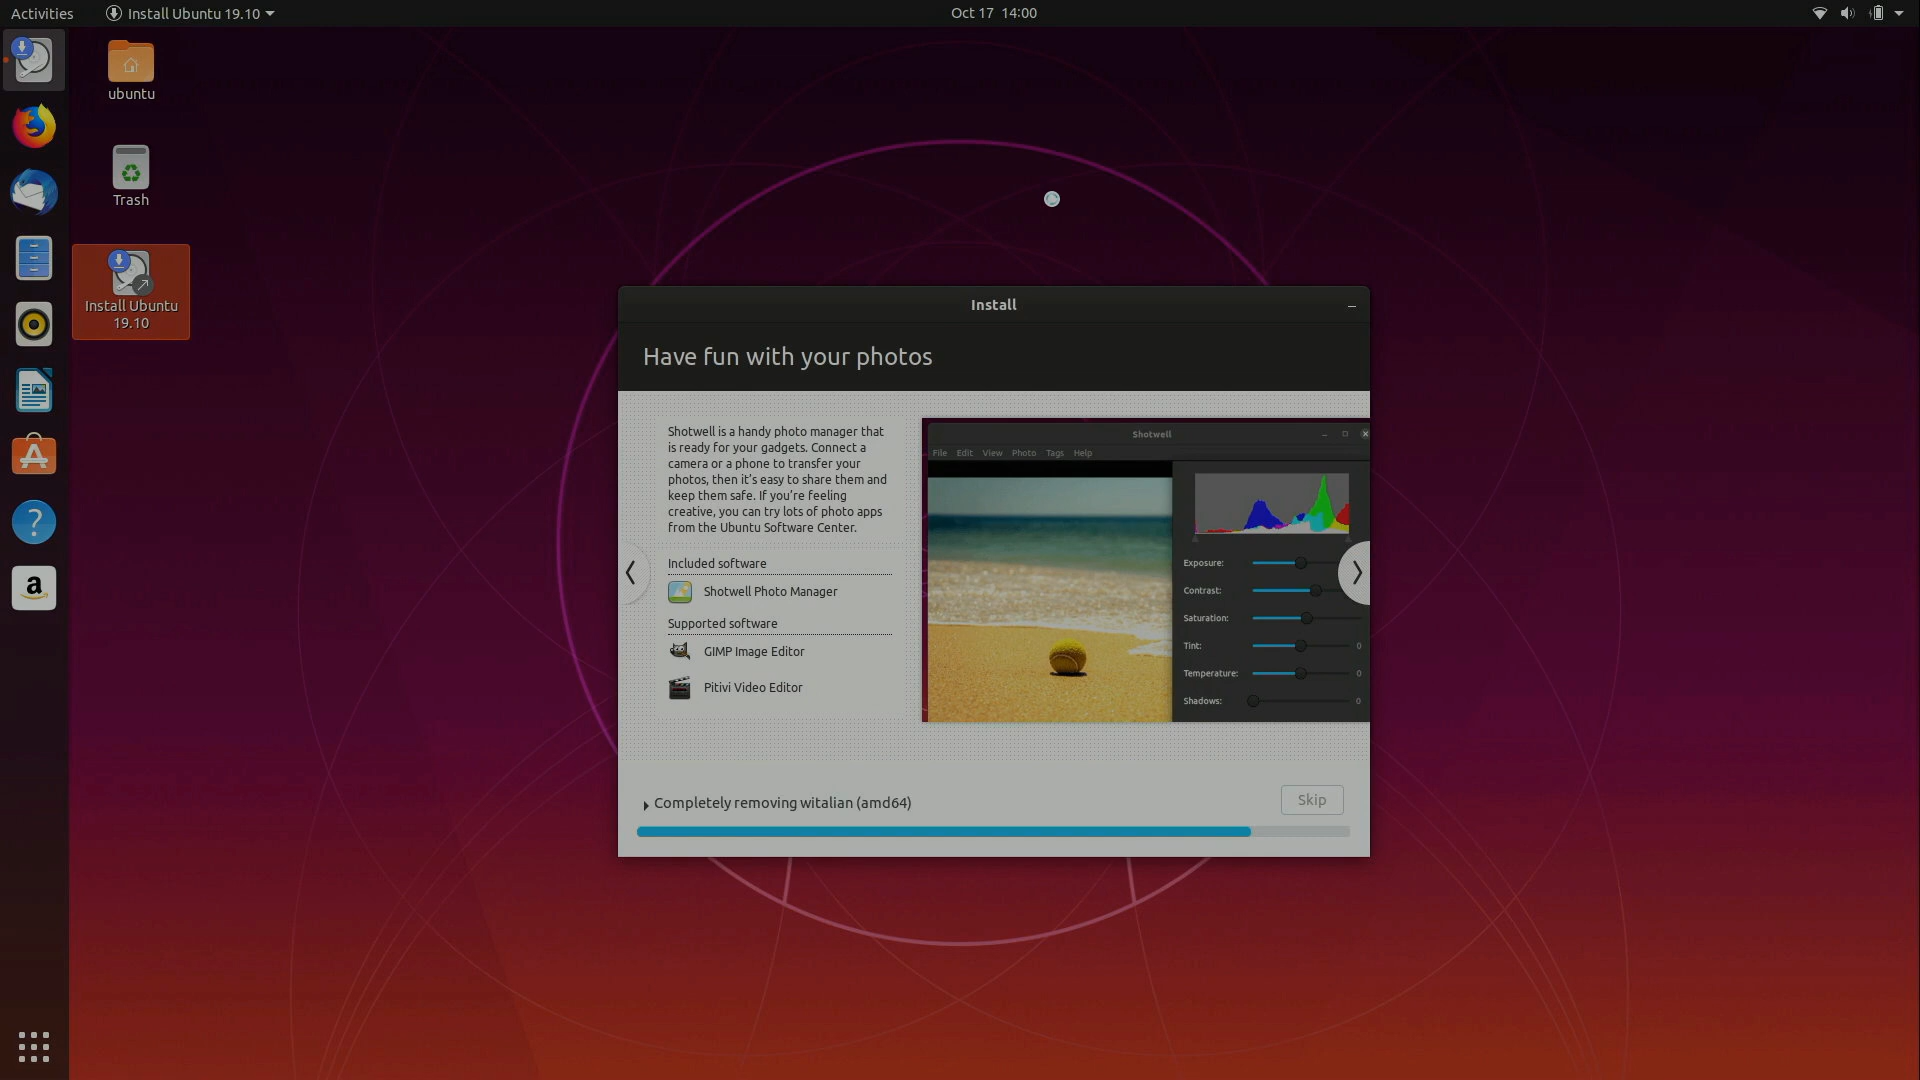 Activities
Install Ubuntu 19.10
Oct 17 14:00
ubuntu
Trash
Install Ubuntu
19.10
Install
Have fun with your photos
Shotwell is a handy photo manager that
is ready for your gadgets. Connect a
camera or a phone to transfer your
photos, then it's easy to share them and
keep them safe. If you're feeling
creative, you can try lots of photo apps
from the Ubuntu Software Center.
Included software
Shotwell Photo Manager
Supported software
GIMP Image Editor
Pitivi Video Editor
Shotwell
File Edit View Photo Tags Help
Exposure:
Contrast:
Saturation:
Tint: 0
Temperature: 0
Shadows: 0
Completely removing witalian (amd64)
Skip